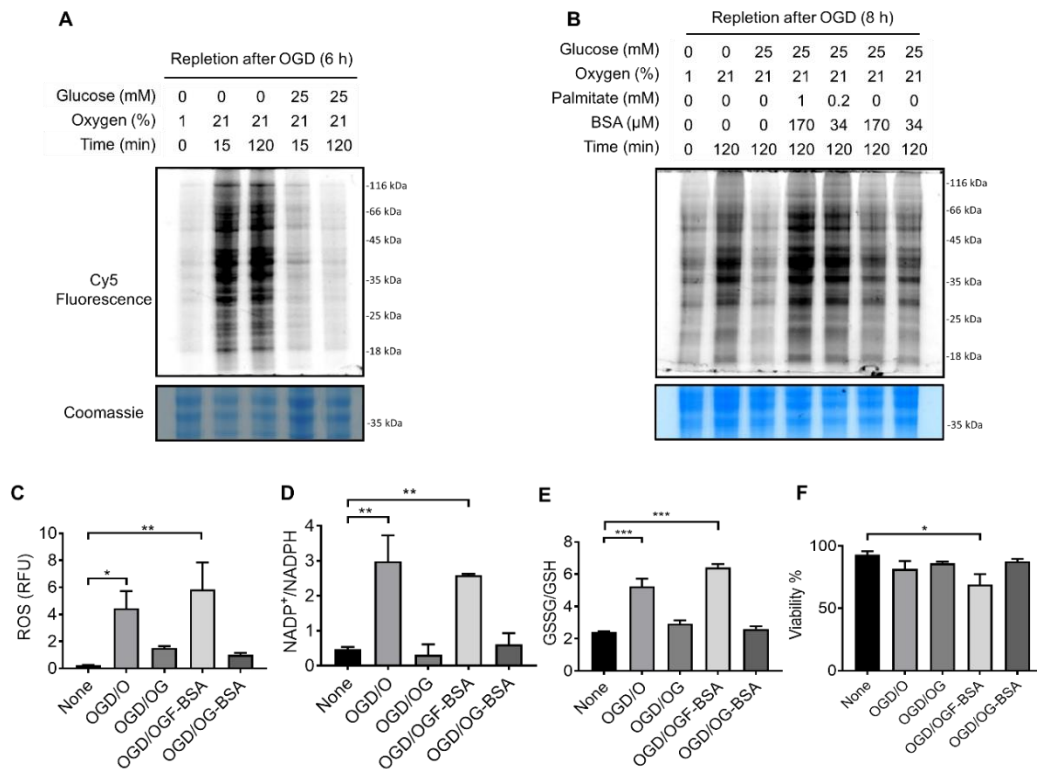 A
Repletion after OGD (6 h)
Glucose (mM) 0 0 0 25 25
Oxygen (%) 1 21 21 21 21
Time (min) 0 15 120 15 120
-116 kDa
-66 kDa
-45 kDa
-35 kDa
-25 kDa
-18 kDa
Cy5
Fluorescence
Coomassie
-35 kDa
B
Repletion after OGD (8 h)
Glucose (mM) 0 0 25 25 25 25 25
Oxygen (%) 1 21 21 21 21 21 21
Palmitate (mM) 0 0 0 1 0.2 0 0
BSA (µM) 0 0 0 170 34 170 34
Time (min) 0 120 120 120 120 120 120
-116 kDa
-66 kDa
-45 kDa
-35 kDa
-25 kDa
-18 kDa
-35 kDa
C
ROS (RFU)
10
8
6
4
2
0
**
*
None
OGD/O
OGD/OG
OGD/OGF-BSA
OGD/OG-BSA
D
NADP+/NADPH
4
3
2
1
0
**
**
None
OGD/O
OGD/OG
OGD/OGF-BSA
OGD/OG-BSA
E
GSSG/GSH
8
6
4
2
0
***
***
None
OGD/O
OGD/OG
OGD/OGF-BSA
OGD/OG-BSA
F
Viability %
100
50
0
*
None
OGD/O
OGD/OG
OGD/OGF-BSA
OGD/OG-BSA